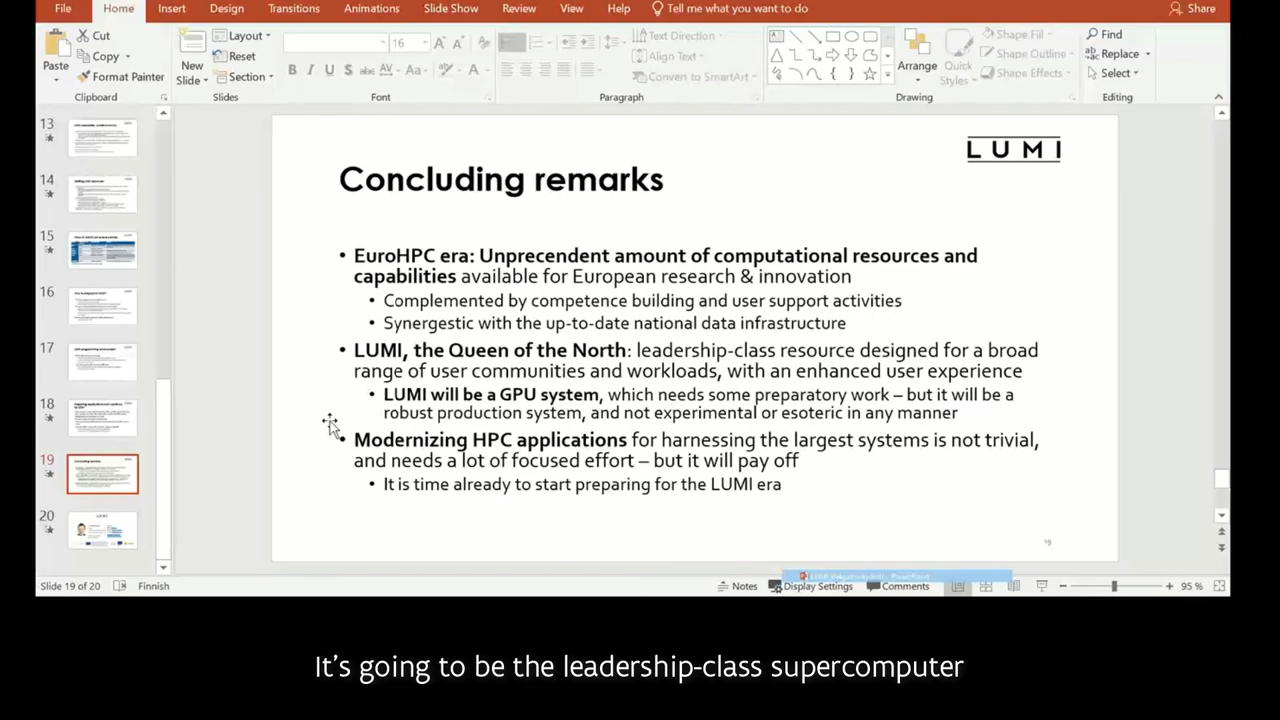 File Home Insert Design Transitions Animations Slide Show Review View Help Tell me what you want to do Share
Paste Cut Copy Format Painter
Clipboard
New Slide Layout Reset Section
Slides
16
B I U S abc AV Aa A
Font
Text Direction
Align Text
Convert to SmartArt
Paragraph
Arrange Quick Styles
Shape Fill
Shape Outline
Shape Effects
Drawing
Find
Replace
Select
Editing
13
14
15
16
17
18
19
20
LUMI
Concluding remarks
• EuroHPC era: Unprecendent amount of computational resources and
capabilities available for European research & innovation
• Complemented by competence building and user support activities
• Synergestic with the up-to-date national data infrastructure
• LUMI, the Queen of the North: leadership-class resource designed for a broad
range of user communities and workloads, with an enhanced user experience
• LUMI will be a GPU system, which needs some preparatory work – but it will be a
robust production system, and not experimental or esoteric in any manner
• Modernizing HPC applications for harnessing the largest systems is not trivial,
and needs a lot of focused effort – but it will pay off
• It is time already to start preparing for the LUMI era
19
Slide 19 of 20 Finnish Notes Display Settings Comments 95 %
It's going to be the leadership-class supercomputer